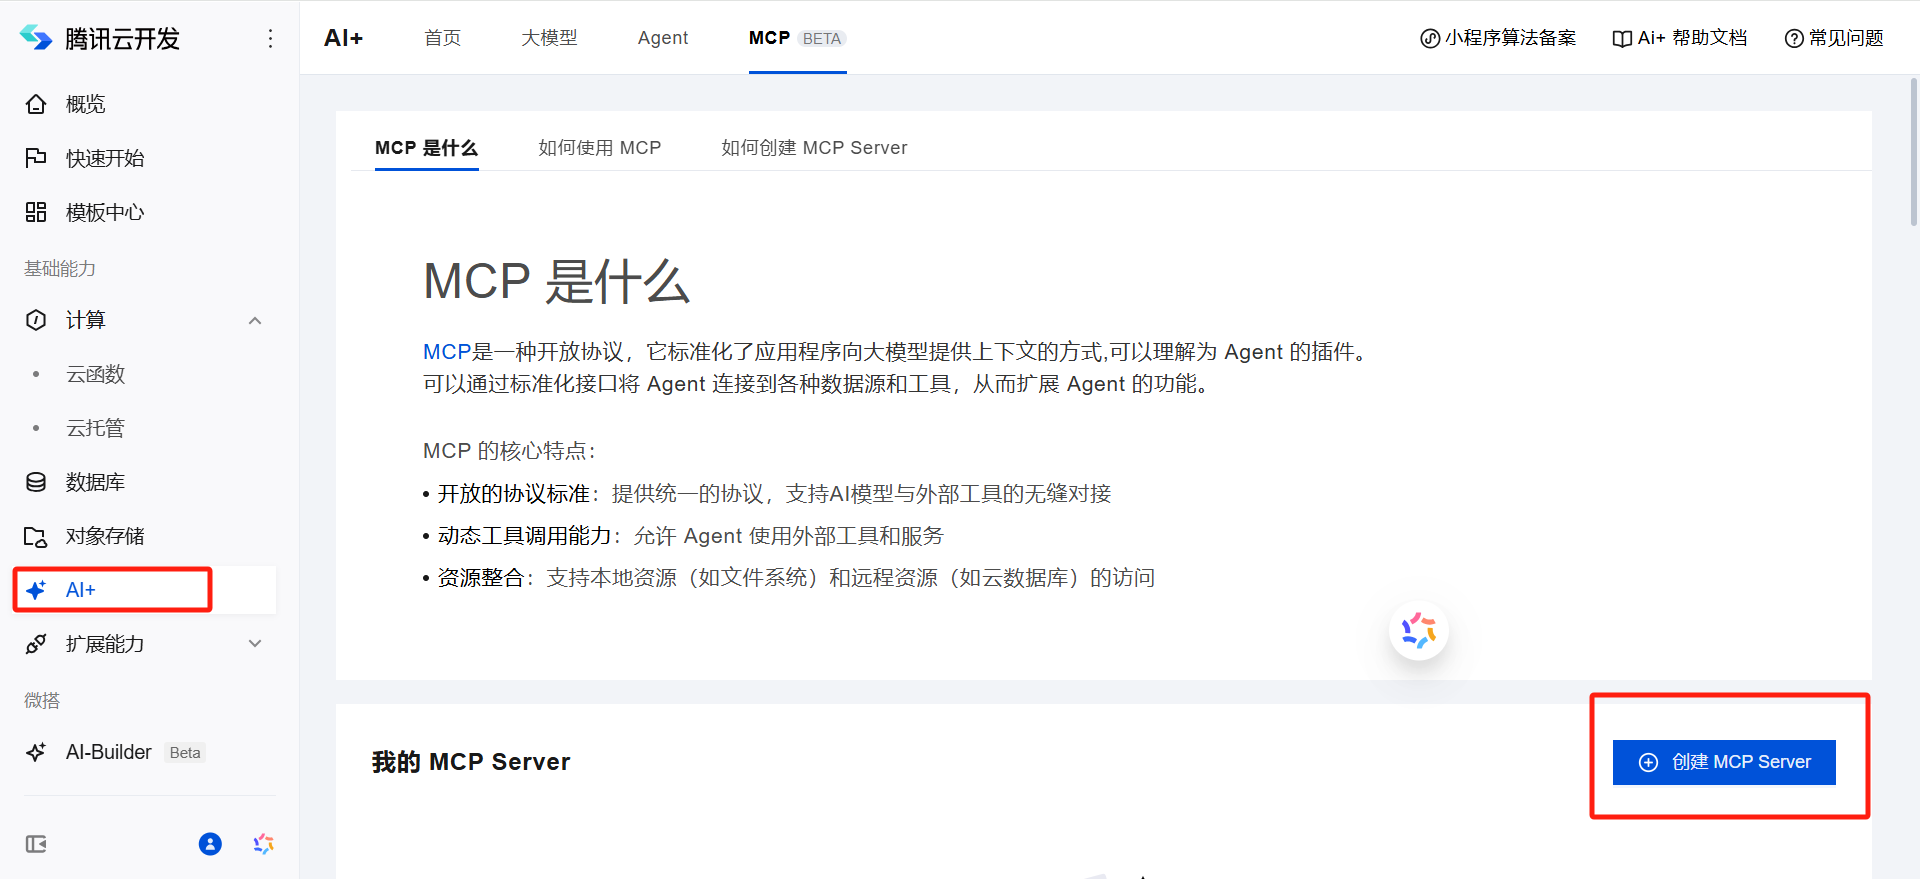 腾讯云开发
概览
快速开始
模板中心
基础能力
计算
云函数
云托管
数据库
对象存储
AI+
扩展能力
微搭
AI-Builder Beta
AI+ 首页 大模型 Agent MCP BETA 小程序算法备案 Ai+ 帮助文档 常见问题
MCP 是什么 如何使用 MCP 如何创建 MCP Server
MCP 是什么
MCP是一种开放协议，它标准化了应用程序向大模型提供上下文的方式,可以理解为 Agent 的插件。
可以通过标准化接口将 Agent 连接到各种数据源和工具，从而扩展 Agent 的功能。
MCP 的核心特点：
• 开放的协议标准：提供统一的协议，支持AI模型与外部工具的无缝对接
• 动态工具调用能力：允许 Agent 使用外部工具和服务
• 资源整合：支持本地资源（如文件系统）和远程资源（如云数据库）的访问
我的 MCP Server
创建 MCP Server